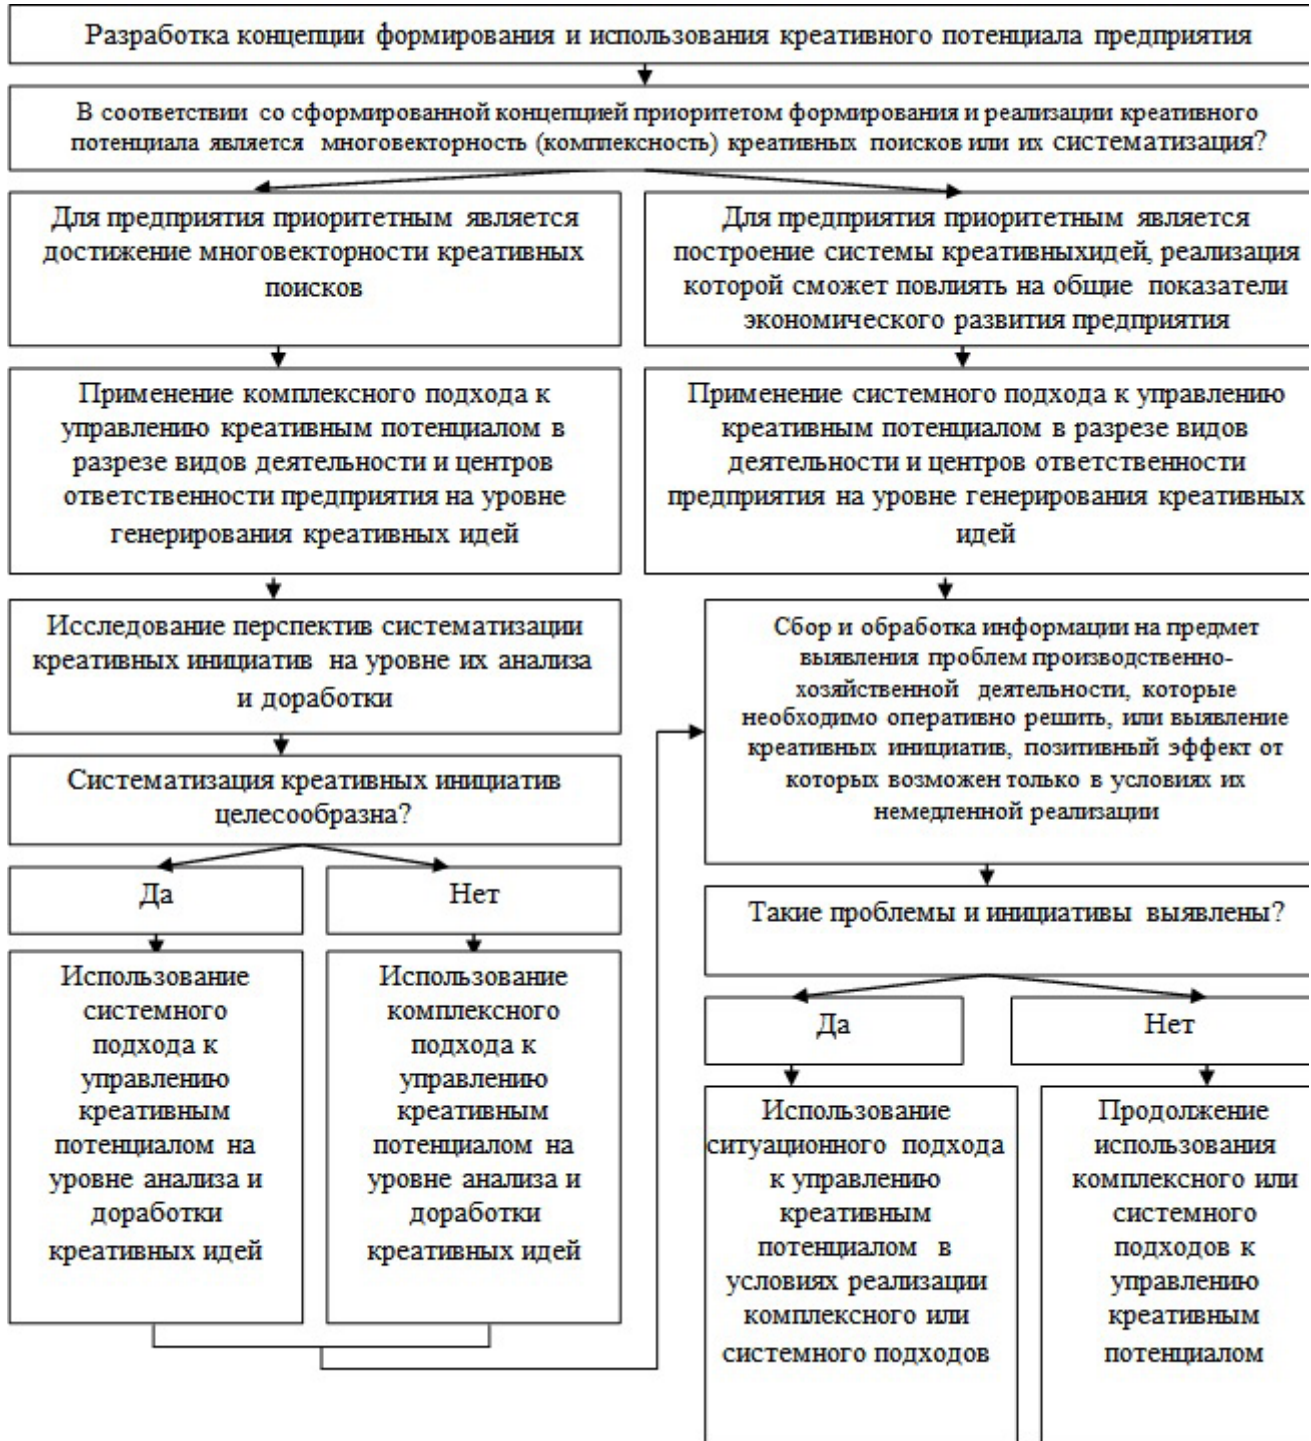 Разработка концепции формирования и использования креативного потенциала предприятия
В соответствии со сформированной концепцией приоритетом формирования и реализации креативного
потенциала является многовекторность (комплексность) креативных поисков или их систематизация?
Для предприятия приоритетным является
достижение многовекторности креативных
поисков
Для предприятия приоритетным является
построение системы креативныхидей, реализация
которой сможет повлиять на общие показатели
экономического развития предприятия
Применение комплексного подхода к
управлению креативным потенциалом в
разрезе видов деятельности и центров
ответственности предприятия на уровне
генерирования креативных идей
Применение системного подхода к управлению
креативным потенциалом в разрезе видов
деятельности и центров ответственности
предприятия на уровне генерирования креативных
идей
Исследование перспектив систематизации
креативных инициатив на уровне их анализа
и доработки
Систематизация креативных инициатив
целесообразна?
Да
Нет
Использование
системного
подхода к
управлению
креативным
потенциалом на
уровне анализа и
доработки
креативных идей
Использование
комплексного
подхода к
управлению
креативным
потенциалом на
уровне анализа и
доработки
креативных идей
Сбор и обработка информации на предмет
выявления проблем производственно-
хозяйственной деятельности, которые
необходимо оперативно решить, или выявление
креативных инициатив, позитивный эффект от
которых возможен только в условиях их
немедленной реализации
Такие проблемы и инициативы выявлены?
Да
Нет
Использование
ситуационного подхода
к управлению
креативным
потенциалом в
условиях реализации
комплексного или
системного подходов
Продолжение
использования
комплексного или
системного
подходов к
управлению
креативным
потенциалом